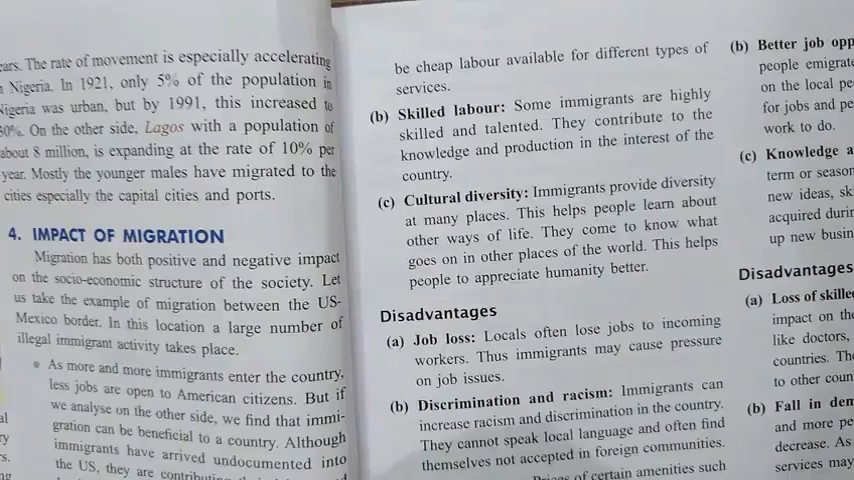 ears. The rate of movement is especially accelerating
Nigeria. In 1921, only 5% of the population in
Nigeria was urban, but by 1991, this increased to
30%. On the other side, Lagos with a population of
about 8 million, is expanding at the rate of 10% per
year. Mostly the younger males have migrated to the
cities especially the capital cities and ports.
4. IMPACT OF MIGRATION
Migration has both positive and negative impact
on the socio-economic structure of the society. Let
us take the example of migration between the US-
Mexico border. In this location a large number of
illegal immigrant activity takes place.
• As more and more immigrants enter the country,
less jobs are open to American citizens. But if
we analyse on the other side, we find that immi-
gration can be beneficial to a country. Although
immigrants have arrived undocumented into
the US, they are contributing
al
ry
s.
ng
be cheap labour available for different types of
services.
(b) Skilled labour: Some immigrants are highly
skilled and talented. They contribute to the
knowledge and production in the interest of the
country.
(c) Cultural diversity: Immigrants provide diversity
at many places. This helps people learn about
other ways of life. They come to know what
goes on in other places of the world. This helps
people to appreciate humanity better.
Disadvantages
(a) Job loss: Locals often lose jobs to incoming
workers. Thus immigrants may cause pressure
on job issues.
(b) Discrimination and racism: Immigrants can
increase racism and discrimination in the country.
They cannot speak local language and often find
themselves not accepted in foreign communities.
Prices of certain amenities such
(b) Better job opp
people emigrat
on the local pe
for jobs and pe
work to do.
(c) Knowledge a
term or season
new ideas, sk
acquired durin
up new busin
Disadvantages
(a) Loss of skille
impact on the
like doctors,
countries. The
to other coun
(b) Fall in dem
and more pe
decrease. As
services may